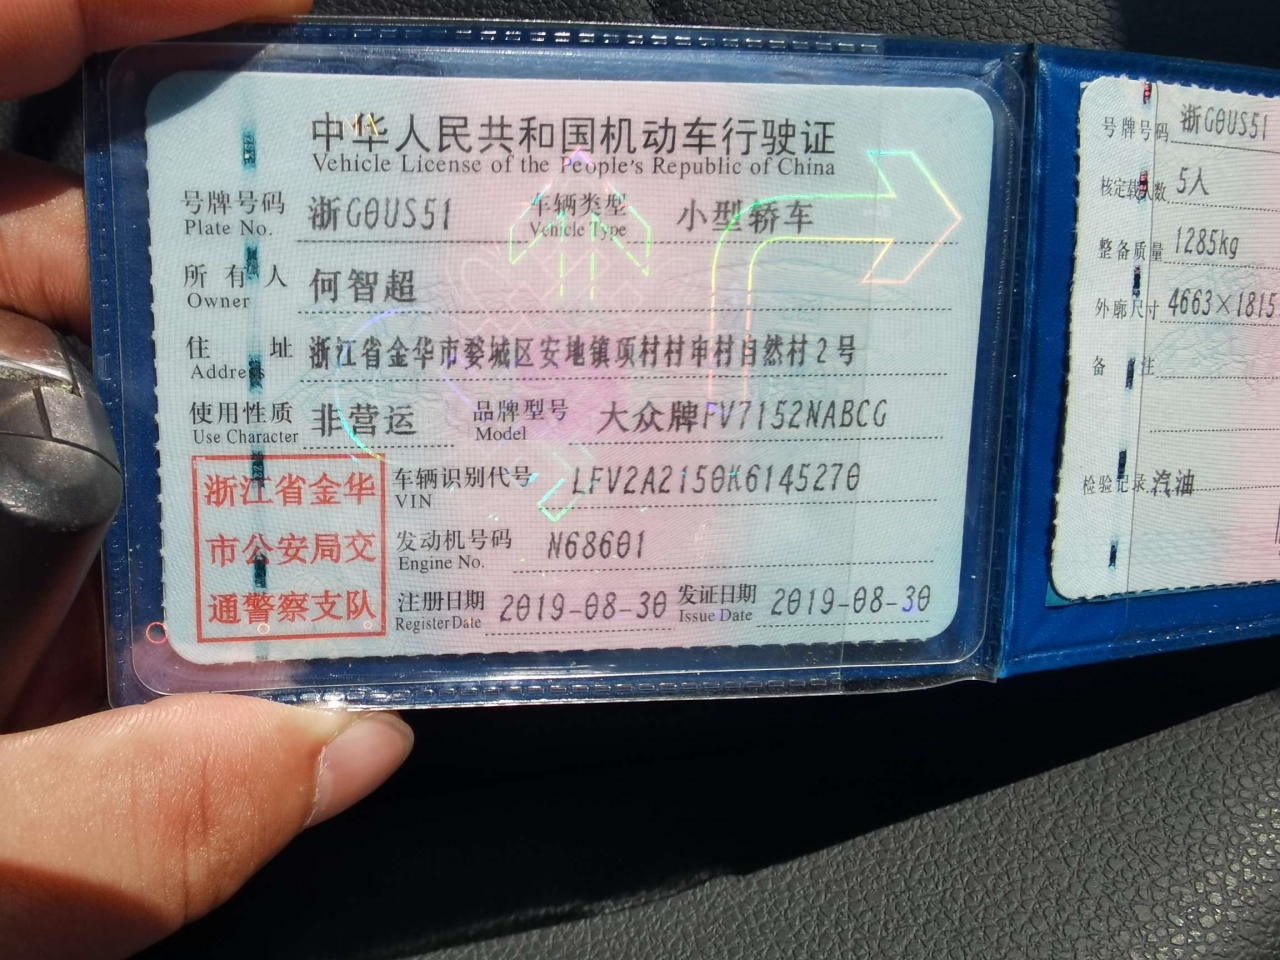 中华人民共和国机动车行驶证
Vehicle License of the People's Republic of China
号牌号码 浙G0US51 车辆类型 小型轿车
Plate No. Vehicle Type
所有人 何智超
Owner
住址 浙江省金华市婺城区安地镇项村村申村自然村2号
Address
使用性质 非营运 品牌型号 大众牌FV7152NABCG
Use Character Model
车辆识别代号 LFV2A2150K6145270
VIN
发动机号码 N68601
Engine No.
注册日期 2019-08-30 发证日期 2019-08-30
Register Date Issue Date
浙江省金华
市公安局交
通警察支队
号牌号码 浙G0US51
核定载人数 5人
整备质量 1285kg
外廓尺寸 4663×1815
备注
检验记录 汽油